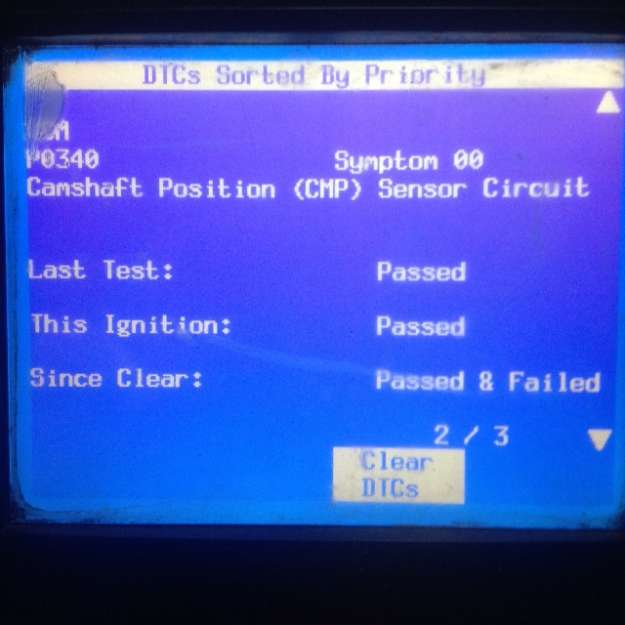 DTCs Sorted By Priority
P0340 Symptom 00
Camshaft Position (CMP) Sensor Circuit
Last Test: Passed
This Ignition: Passed
Since Clear: Passed & Failed
2 / 3
Clear
DTCs